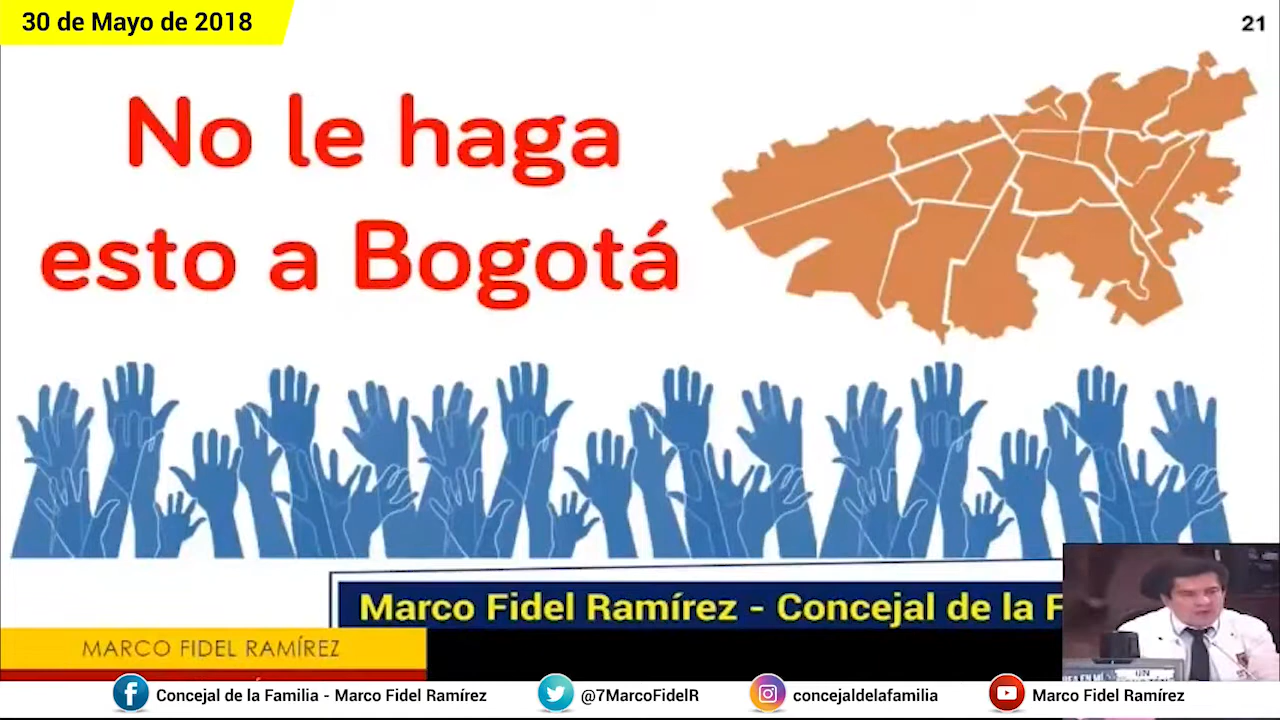 30 de Mayo de 2018
21
No le haga
esto a Bogotá
Marco Fidel Ramírez - Concejal de la F
MARCO FIDEL RAMÍREZ
UN
Concejal de la Familia - Marco Fidel Ramírez
@7MarcoFidelR
concejaldelafamilia
Marco Fidel Ramírez